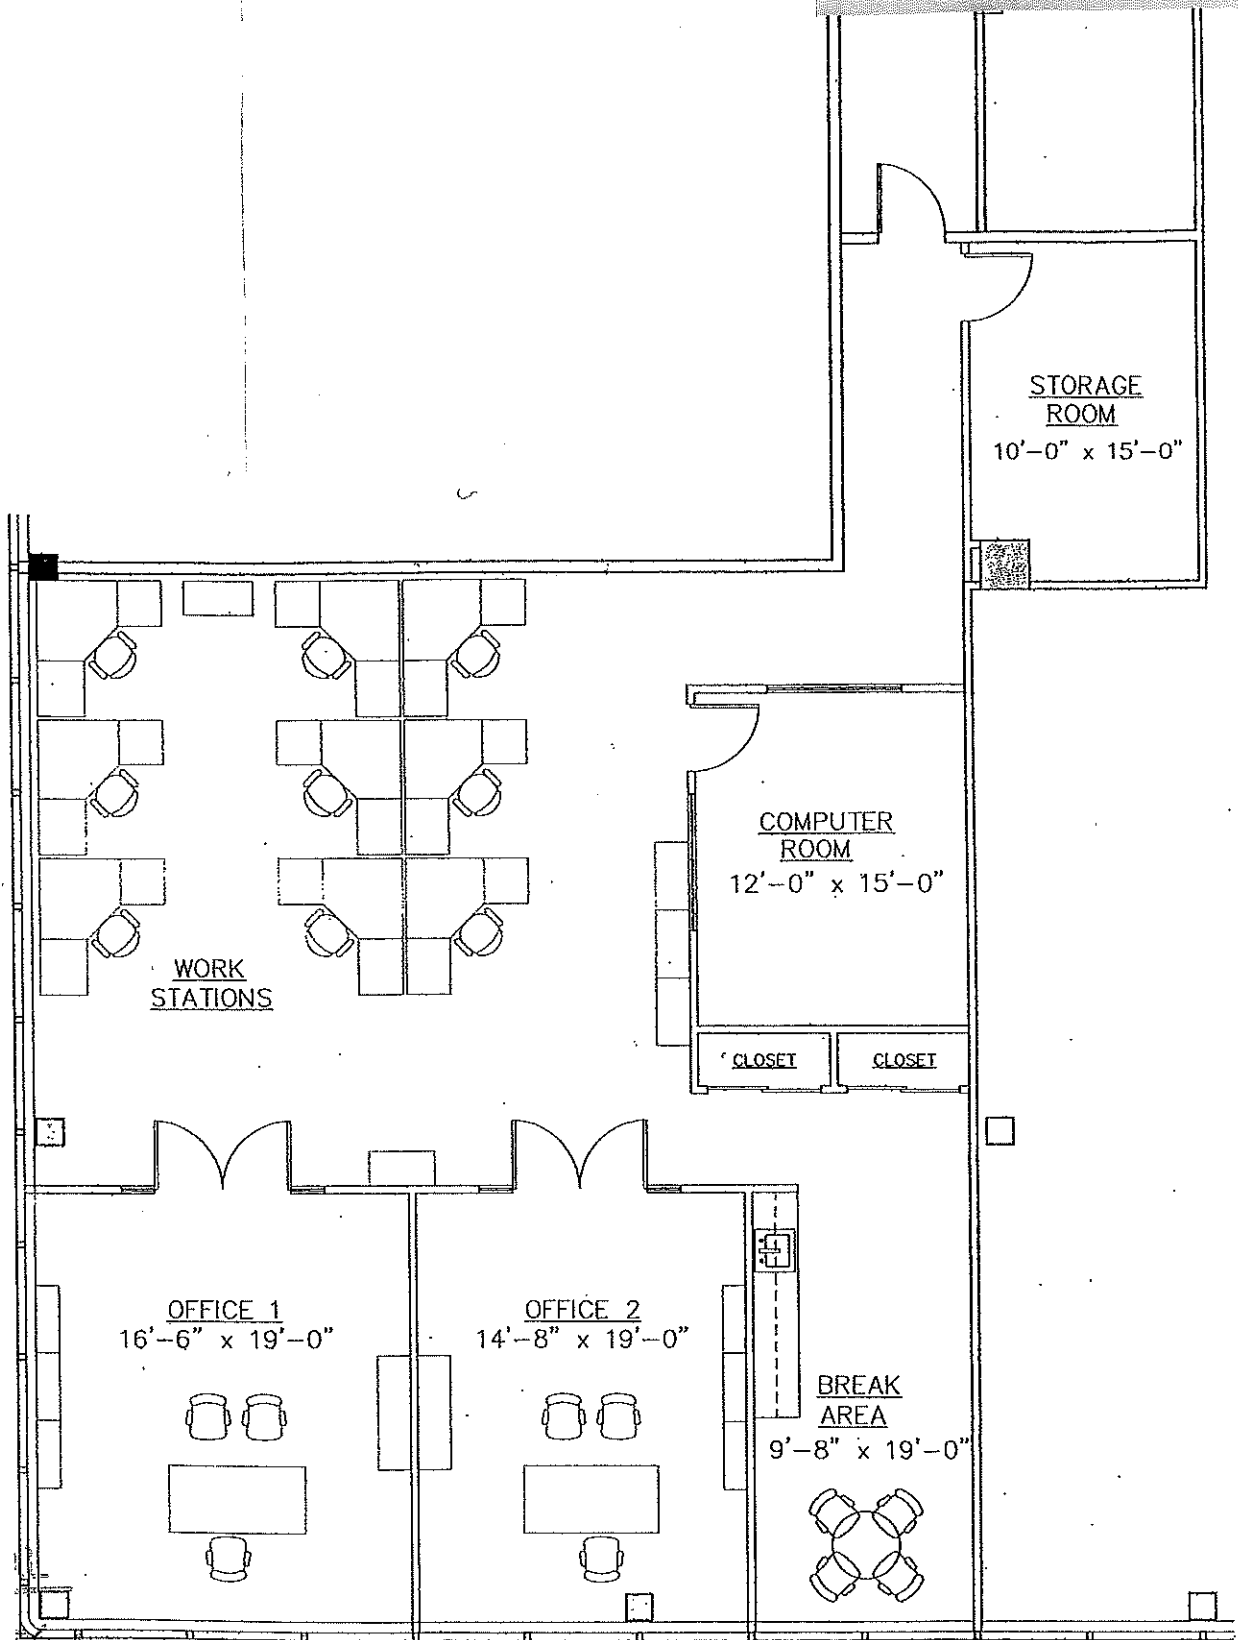 STORAGE
ROOM
10'-0" x 15'-0"
COMPUTER
ROOM
12'-0" x 15'-0"
WORK
STATIONS
CLOSET
CLOSET
OFFICE 1
16'-6" x 19'-0"
OFFICE 2
14'-8" x 19'-0"
BREAK
AREA
9'-8" x 19'-0"